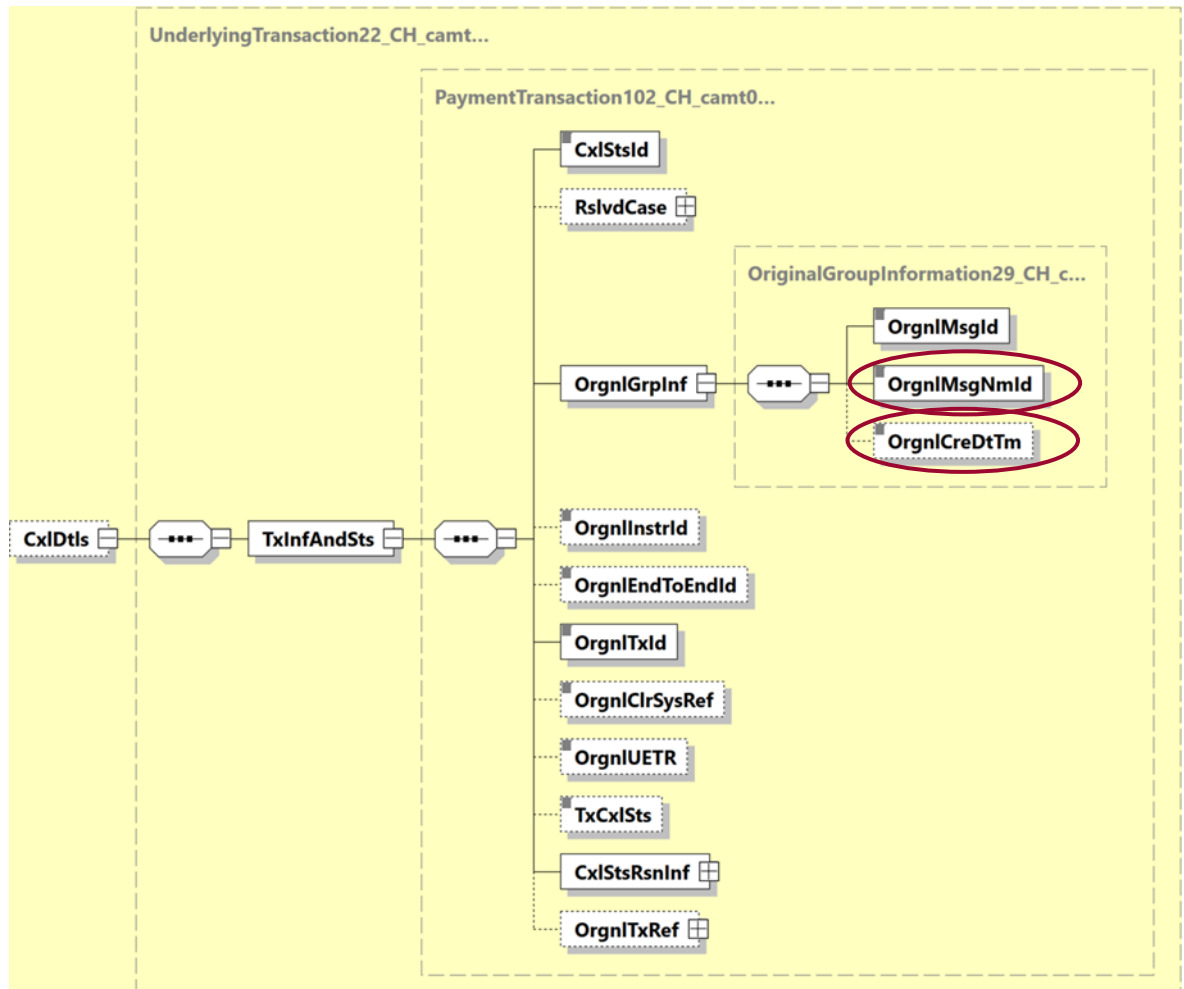 UnderlyingTransaction22_CH_camt...
PaymentTransaction102_CH_camt0...
CxlStsId
RslvdCase
OriginalGroupInformation29_CH_c...
OrgnlMsgId
OrgnlGrpInf
OrgnlMsgNmId
OrgnlCreDtTm
OrgnlInstrId
CxlDtls
TxInfAndSts
OrgnlEndToEndId
OrgnlTxId
OrgnlClrSysRef
OrgnlUETR
TxCxlSts
CxlStsRsnInf
OrgnlTxRef